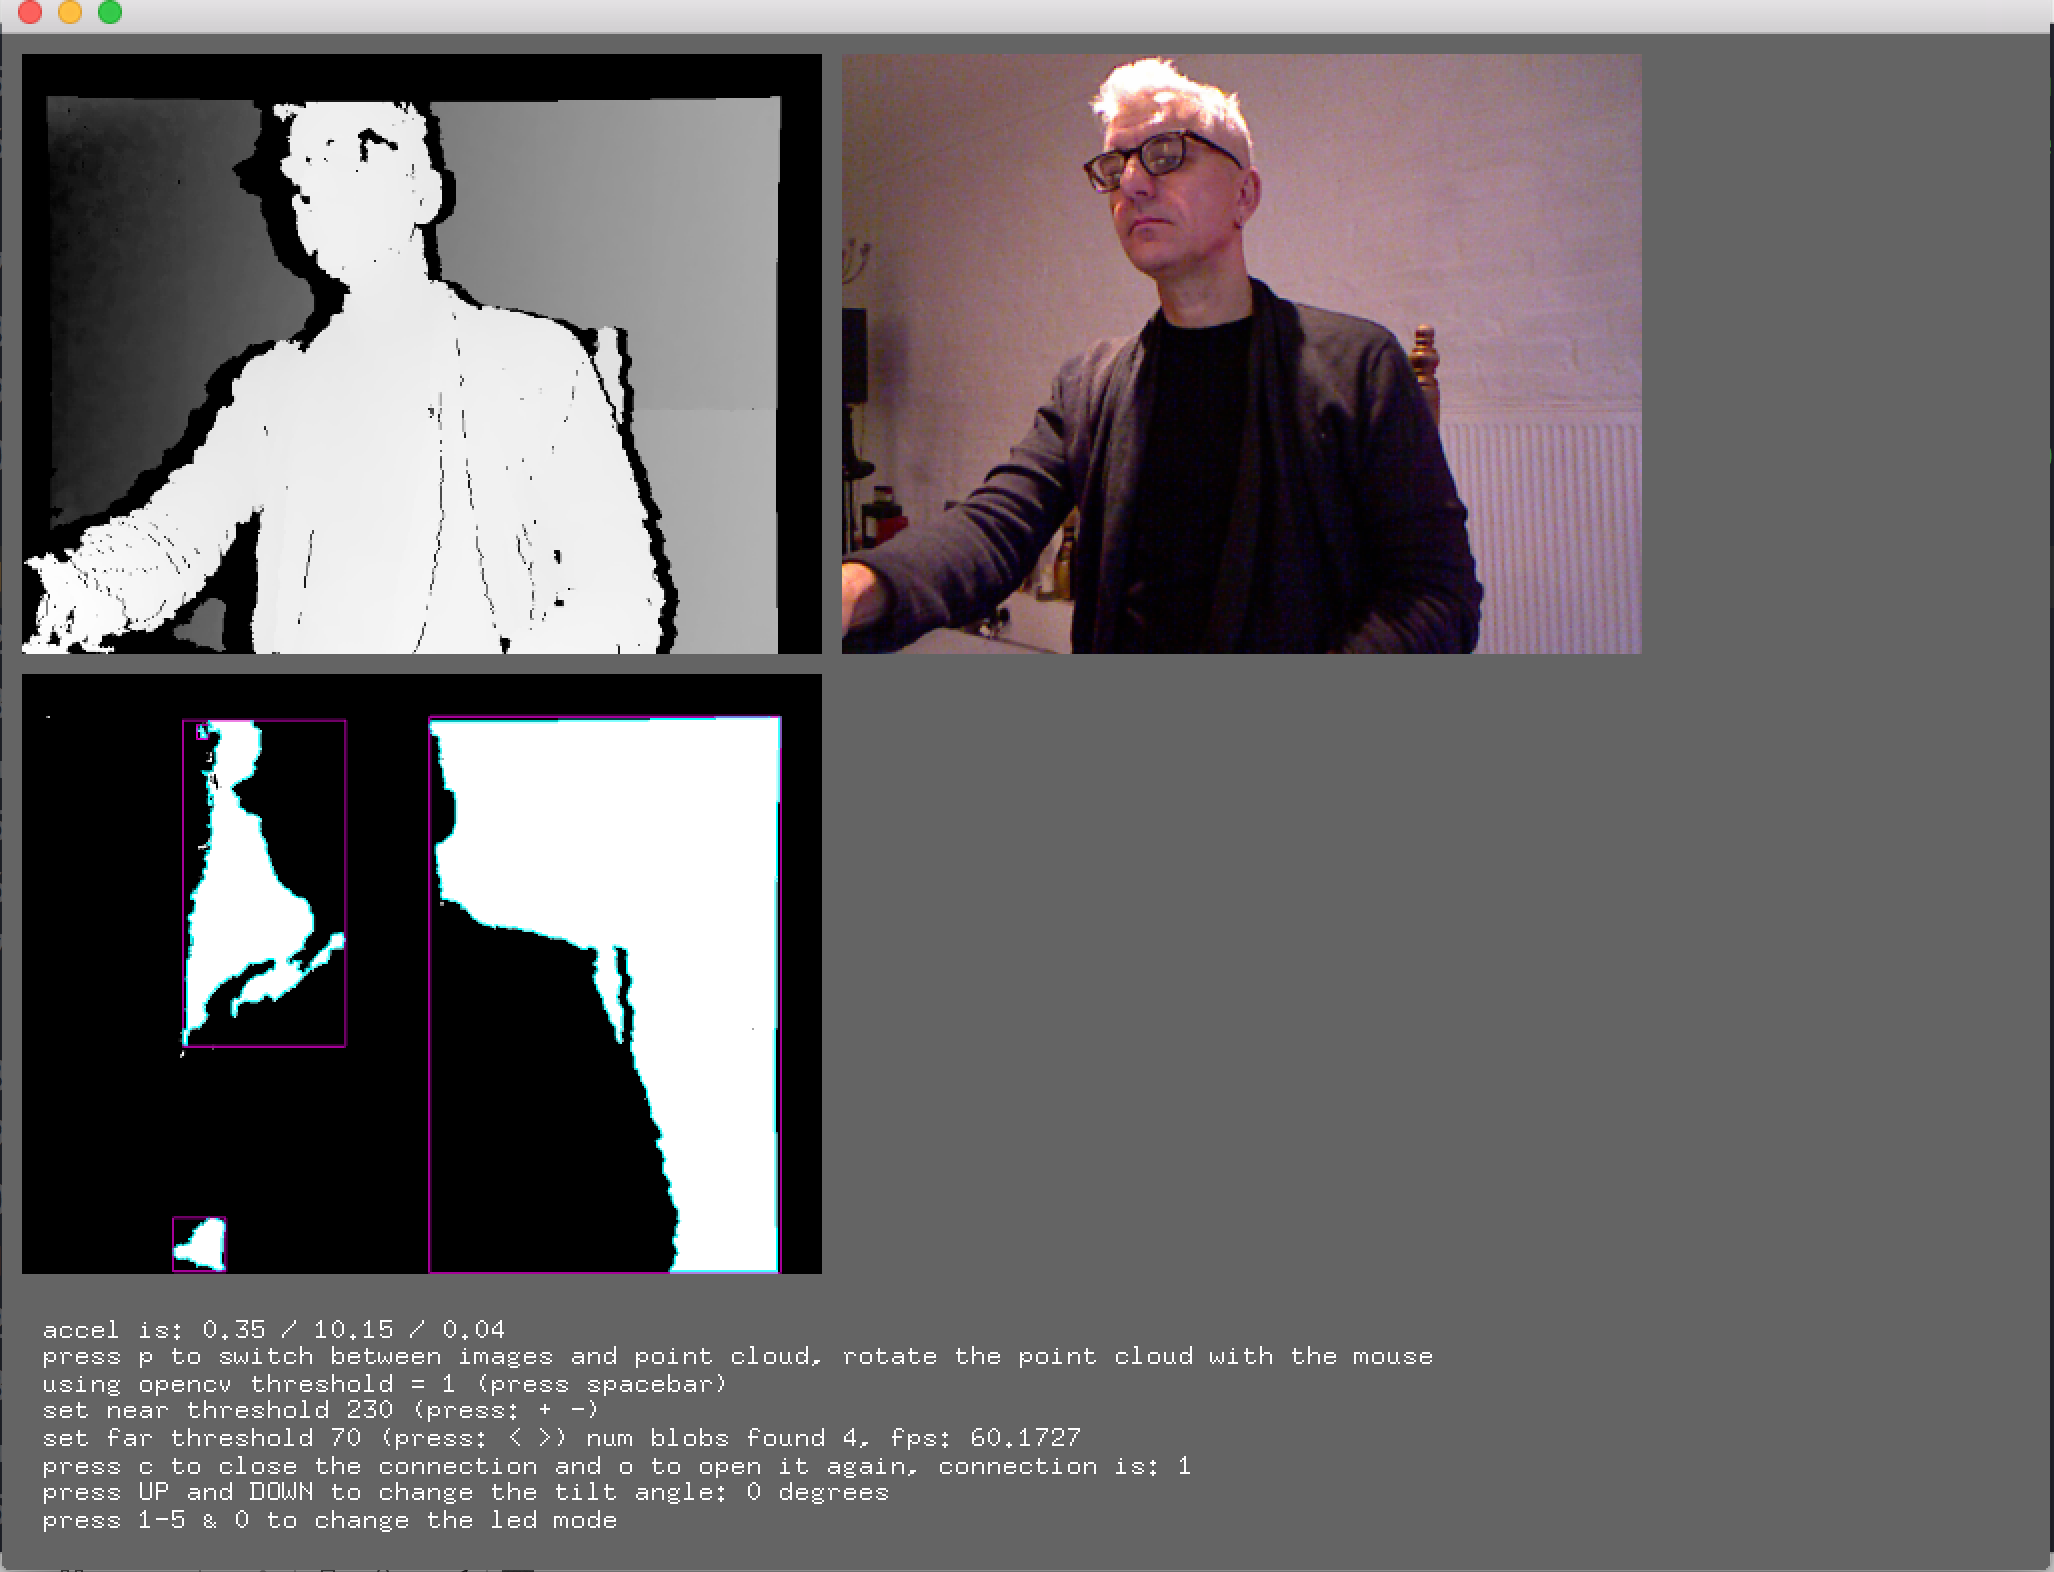 accel is: 0.35 / 10.15 / 0.04
press p to switch between images and point cloud, rotate the point cloud with the mouse
using opencv threshold = 1 (press spacebar)
set near threshold 230 (press: + -)
set far threshold 70 (press: < >) num blobs found 4, fps: 60.1727
press c to close the connection and o to open it again, connection is: 1
press UP and DOWN to change the tilt angle: 0 degrees
press 1-5 & 0 to change the led mode